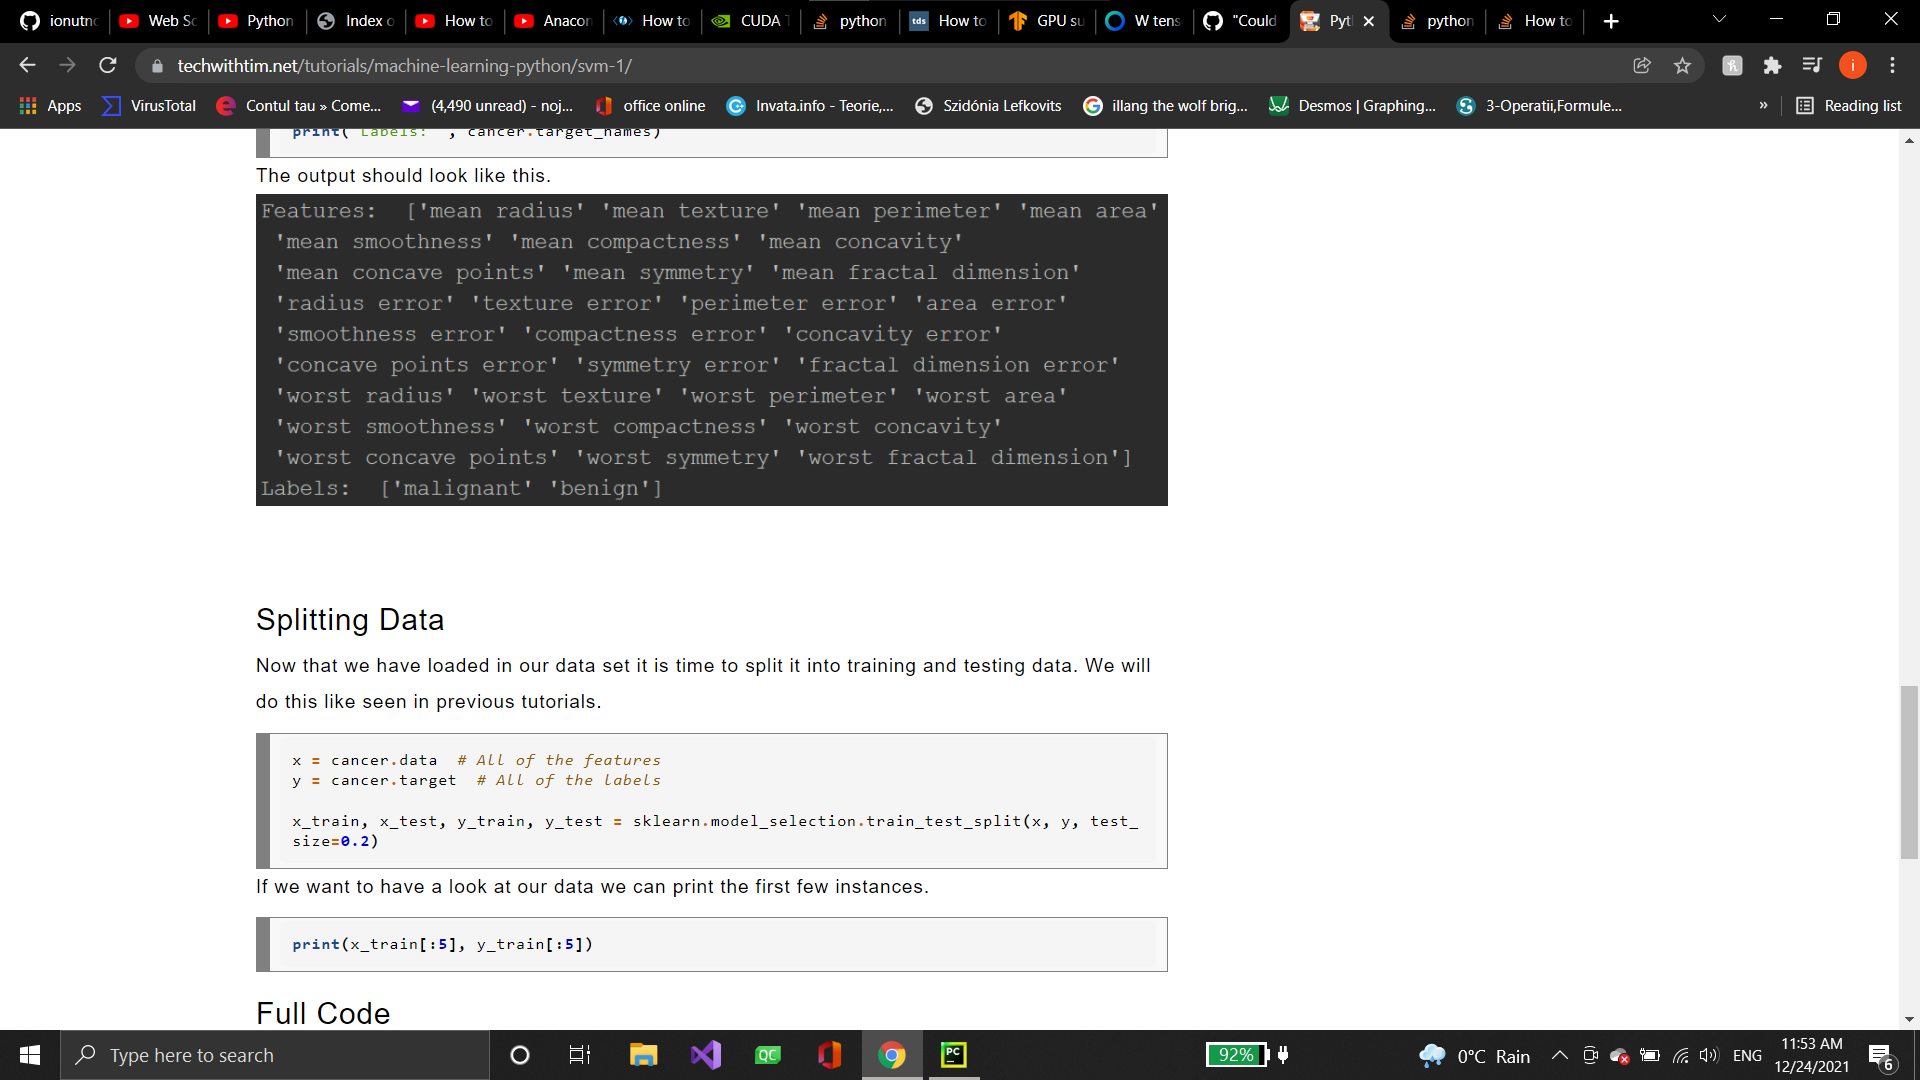 ionutnc
Web Sc
Python
Index o
How to
Anacon
How to
CUDA T
python
tds How to
GPU su
W tens
"Could
Pyt
python
How to
techwithtim.net/tutorials/machine-learning-python/svm-1/
Apps
VirusTotal
Contul tau » Come...
(4,490 unread) - noj...
office online
Invata.info - Teorie,...
Szidónia Lefkovits
illang the wolf brig...
Desmos | Graphing...
3-Operatii,Formule...
»
Reading list
print("Labels: ", cancer.target_names)
The output should look like this.
Features:  ['mean radius' 'mean texture' 'mean perimeter' 'mean area'
'mean smoothness' 'mean compactness' 'mean concavity'
'mean concave points' 'mean symmetry' 'mean fractal dimension'
'radius error' 'texture error' 'perimeter error' 'area error'
'smoothness error' 'compactness error' 'concavity error'
'concave points error' 'symmetry error' 'fractal dimension error'
'worst radius' 'worst texture' 'worst perimeter' 'worst area'
'worst smoothness' 'worst compactness' 'worst concavity'
'worst concave points' 'worst symmetry' 'worst fractal dimension']
Labels:  ['malignant' 'benign']
Splitting Data
Now that we have loaded in our data set it is time to split it into training and testing data. We will
do this like seen in previous tutorials.
x = cancer.data  # All of the features
y = cancer.target  # All of the labels
x_train, x_test, y_train, y_test = sklearn.model_selection.train_test_split(x, y, test_
size=0.2)
If we want to have a look at our data we can print the first few instances.
print(x_train[:5], y_train[:5])
Full Code
Type here to search
QC
PC
92%
0°C Rain
ENG
11:53 AM
12/24/2021
6